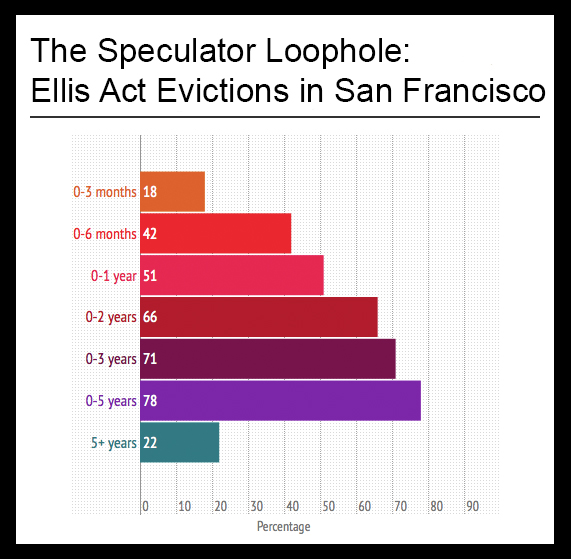 The Speculator Loophole:
Ellis Act Evictions in San Francisco
0-3 months 18
0-6 months 42
0-1 year 51
0-2 years 66
0-3 years 71
0-5 years 78
5+ years 22
0 10 20 30 40 50 60 70 80 90
Percentage